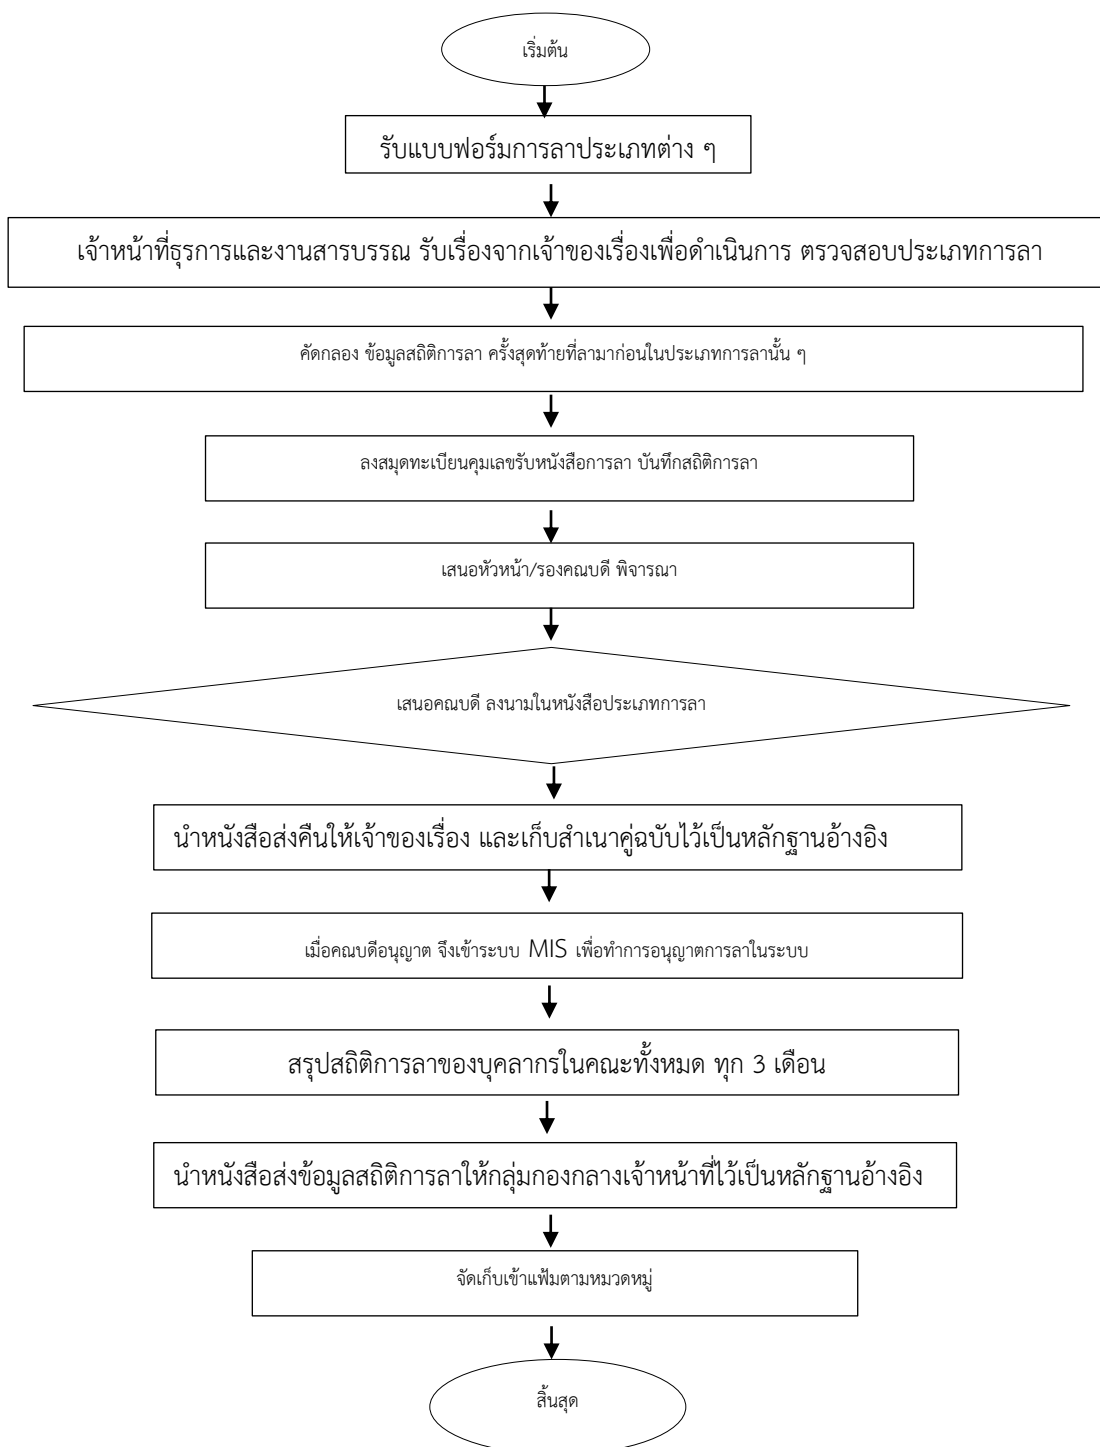 เริ่มต้น
รับแบบฟอร์มการลาประเภทต่าง ๆ
เจ้าหน้าที่ธุรการและงานสารบรรณ รับเรื่องจากเจ้าของเรื่องเพื่อดำเนินการ ตรวจสอบประเภทการลา
คัดกลอง ข้อมูลสถิติการลา ครั้งสุดท้ายที่ลามาก่อนในประเภทการลานั้น ๆ
ลงสมุดทะเบียนคุมเลขรับหนังสือการลา บันทึกสถิติการลา
เสนอหัวหน้า/รองคณบดี พิจารณา
เสนอคณบดี ลงนามในหนังสือประเภทการลา
นำหนังสือส่งคืนให้เจ้าของเรื่อง และเก็บสำเนาคู่ฉบับไว้เป็นหลักฐานอ้างอิง
เมื่อคณบดีอนุญาต จึงเข้าระบบ MIS เพื่อทำการอนุญาตการลาในระบบ
สรุปสถิติการลาของบุคลากรในคณะทั้งหมด ทุก 3 เดือน
นำหนังสือส่งข้อมูลสถิติการลาให้กลุ่มกองกลางเจ้าหน้าที่ไว้เป็นหลักฐานอ้างอิง
จัดเก็บเข้าแฟ้มตามหมวดหมู่
สิ้นสุด